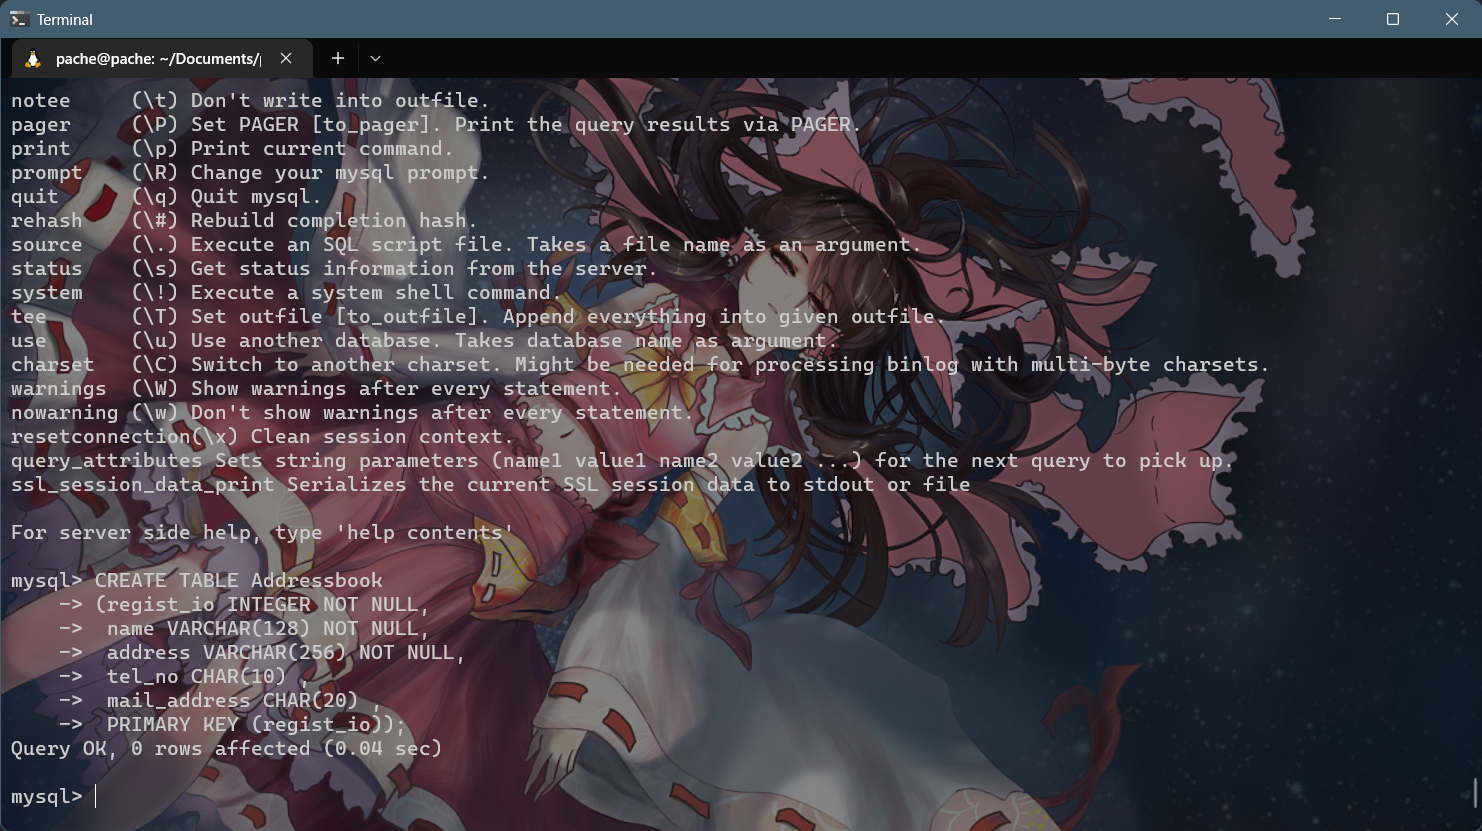 Terminal
pache@pache: ~/Documents/
notee     (\t) Don't write into outfile.
pager     (\P) Set PAGER [to_pager]. Print the query results via PAGER.
print     (\p) Print current command.
prompt    (\R) Change your mysql prompt.
quit      (\q) Quit mysql.
rehash    (\#) Rebuild completion hash.
source    (\.) Execute an SQL script file. Takes a file name as an argument.
status    (\s) Get status information from the server.
system    (\!) Execute a system shell command.
tee       (\T) Set outfile [to_outfile]. Append everything into given outfile.
use       (\u) Use another database. Takes database name as argument.
charset   (\C) Switch to another charset. Might be needed for processing binlog with multi-byte charsets.
warnings  (\W) Show warnings after every statement.
nowarning (\w) Don't show warnings after every statement.
resetconnection(\x) Clean session context.
query_attributes Sets string parameters (name1 value1 name2 value2 ...) for the next query to pick up.
ssl_session_data_print Serializes the current SSL session data to stdout or file
For server side help, type 'help contents'
mysql> CREATE TABLE Addressbook
    -> (regist_io INTEGER NOT NULL,
    ->  name VARCHAR(128) NOT NULL,
    ->  address VARCHAR(256) NOT NULL,
    ->  tel_no CHAR(10) ,
    ->  mail_address CHAR(20) ,
    ->  PRIMARY KEY (regist_io));
Query OK, 0 rows affected (0.04 sec)
mysql>